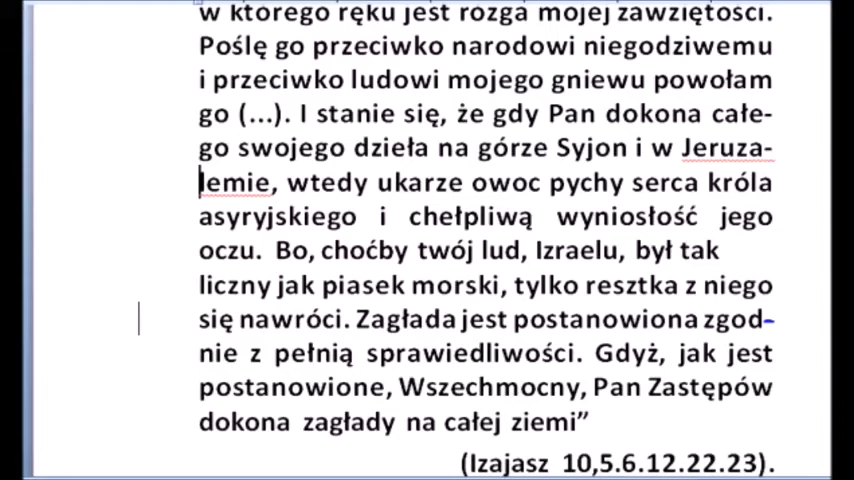 w którego ręku jest rózga mojej zawziętości.
Poślę go przeciwko narodowi niegodziwemu
i przeciwko ludowi mojego gniewu powołam
go (...). I stanie się, że gdy Pan dokona całe-
go swojego dzieła na górze Syjon i w Jeruza-
lemie, wtedy ukarze owoc pychy serca króla
asyryjskiego i chełpliwą wyniosłość jego
oczu. Bo, choćby twój lud, Izraelu, był tak
liczny jak piasek morski, tylko resztka z niego
się nawróci. Zagłada jest postanowiona zgod-
nie z pełnią sprawiedliwości. Gdyż, jak jest
postanowione, Wszechmocny, Pan Zastępów
dokona zagłady na całej ziemi”
(Izajasz 10,5.6.12.22.23).